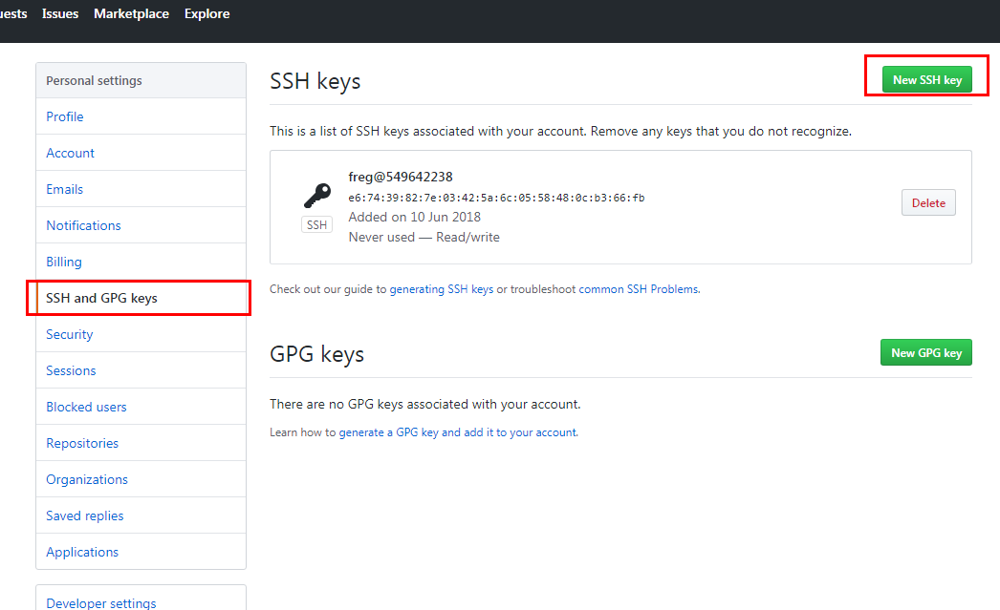 Issues Marketplace Explore
Personal settings
Profile
Account
Emails
Notifications
Billing
SSH and GPG keys
Security
Sessions
Blocked users
Repositories
Organizations
Saved replies
Applications
Developer settings
SSH keys
New SSH key
This is a list of SSH keys associated with your account. Remove any keys that you do not recognize.
freg@549642238
e6:74:39:82:7e:03:42:5a:6c:05:58:48:0c:b3:66:fb
SSH
Added on 10 Jun 2018
Never used — Read/write
Delete
Check out our guide to generating SSH keys or troubleshoot common SSH Problems.
GPG keys
New GPG key
There are no GPG keys associated with your account.
Learn how to generate a GPG key and add it to your account.